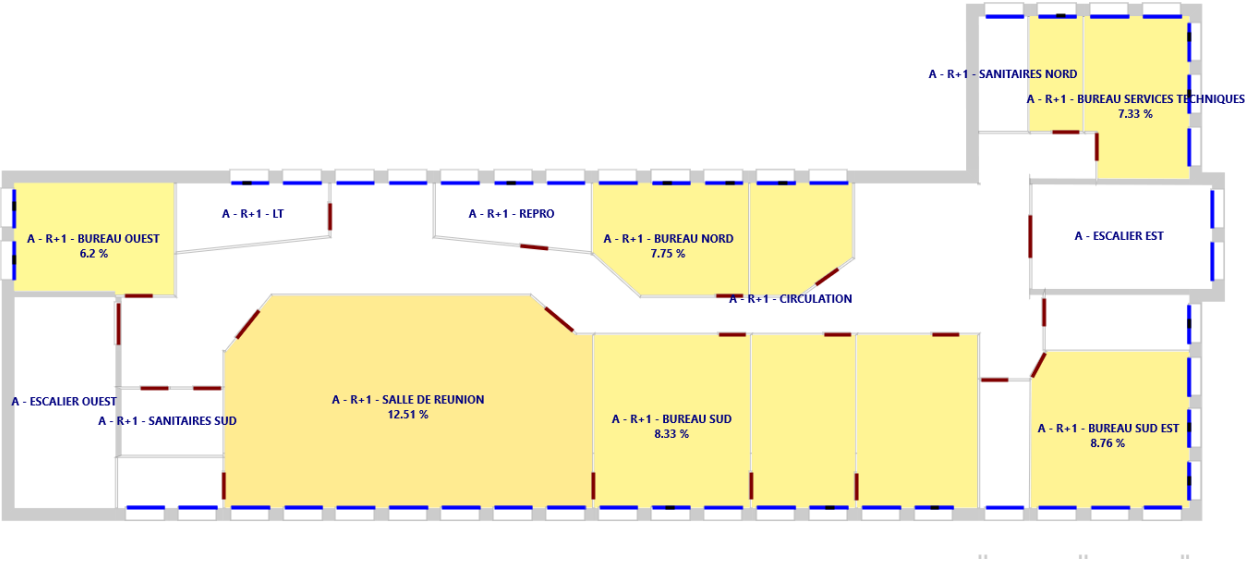 A - R+1 - SANITAIRES NORD
A - R+1 - BUREAU SERVICES TECHNIQUES
7.33 %
A - R+1 - LT
A - R+1 - REPRO
A - R+1 - BUREAU OUEST
6.2 %
A - R+1 - BUREAU NORD
7.75 %
A - ESCALIER EST
A - R+1 - CIRCULATION
A - ESCALIER OUEST
A - R+1 - SANITAIRES SUD
A - R+1 - SALLE DE REUNION
12.51 %
A - R+1 - BUREAU SUD
8.33 %
A - R+1 - BUREAU SUD EST
8.76 %